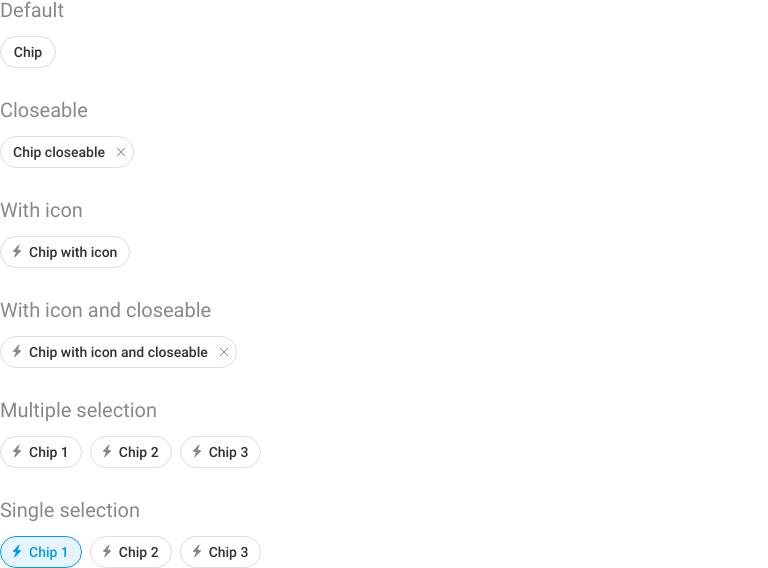 Default
Chip
Closeable
Chip closeable
With icon
Chip with icon
With icon and closeable
Chip with icon and closeable
Multiple selection
Chip 1 Chip 2 Chip 3
Single selection
Chip 1 Chip 2 Chip 3